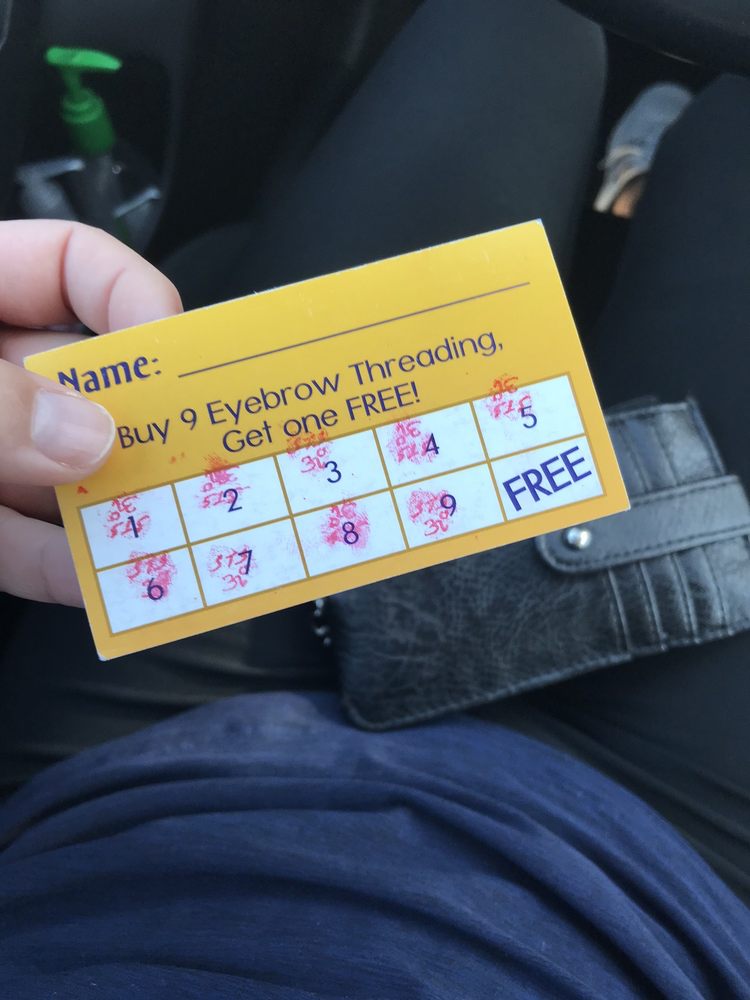 Name:
Buy 9 Eyebrow Threading,
Get one FREE!
1 2 3 4 5
6 7 8 9 FREE